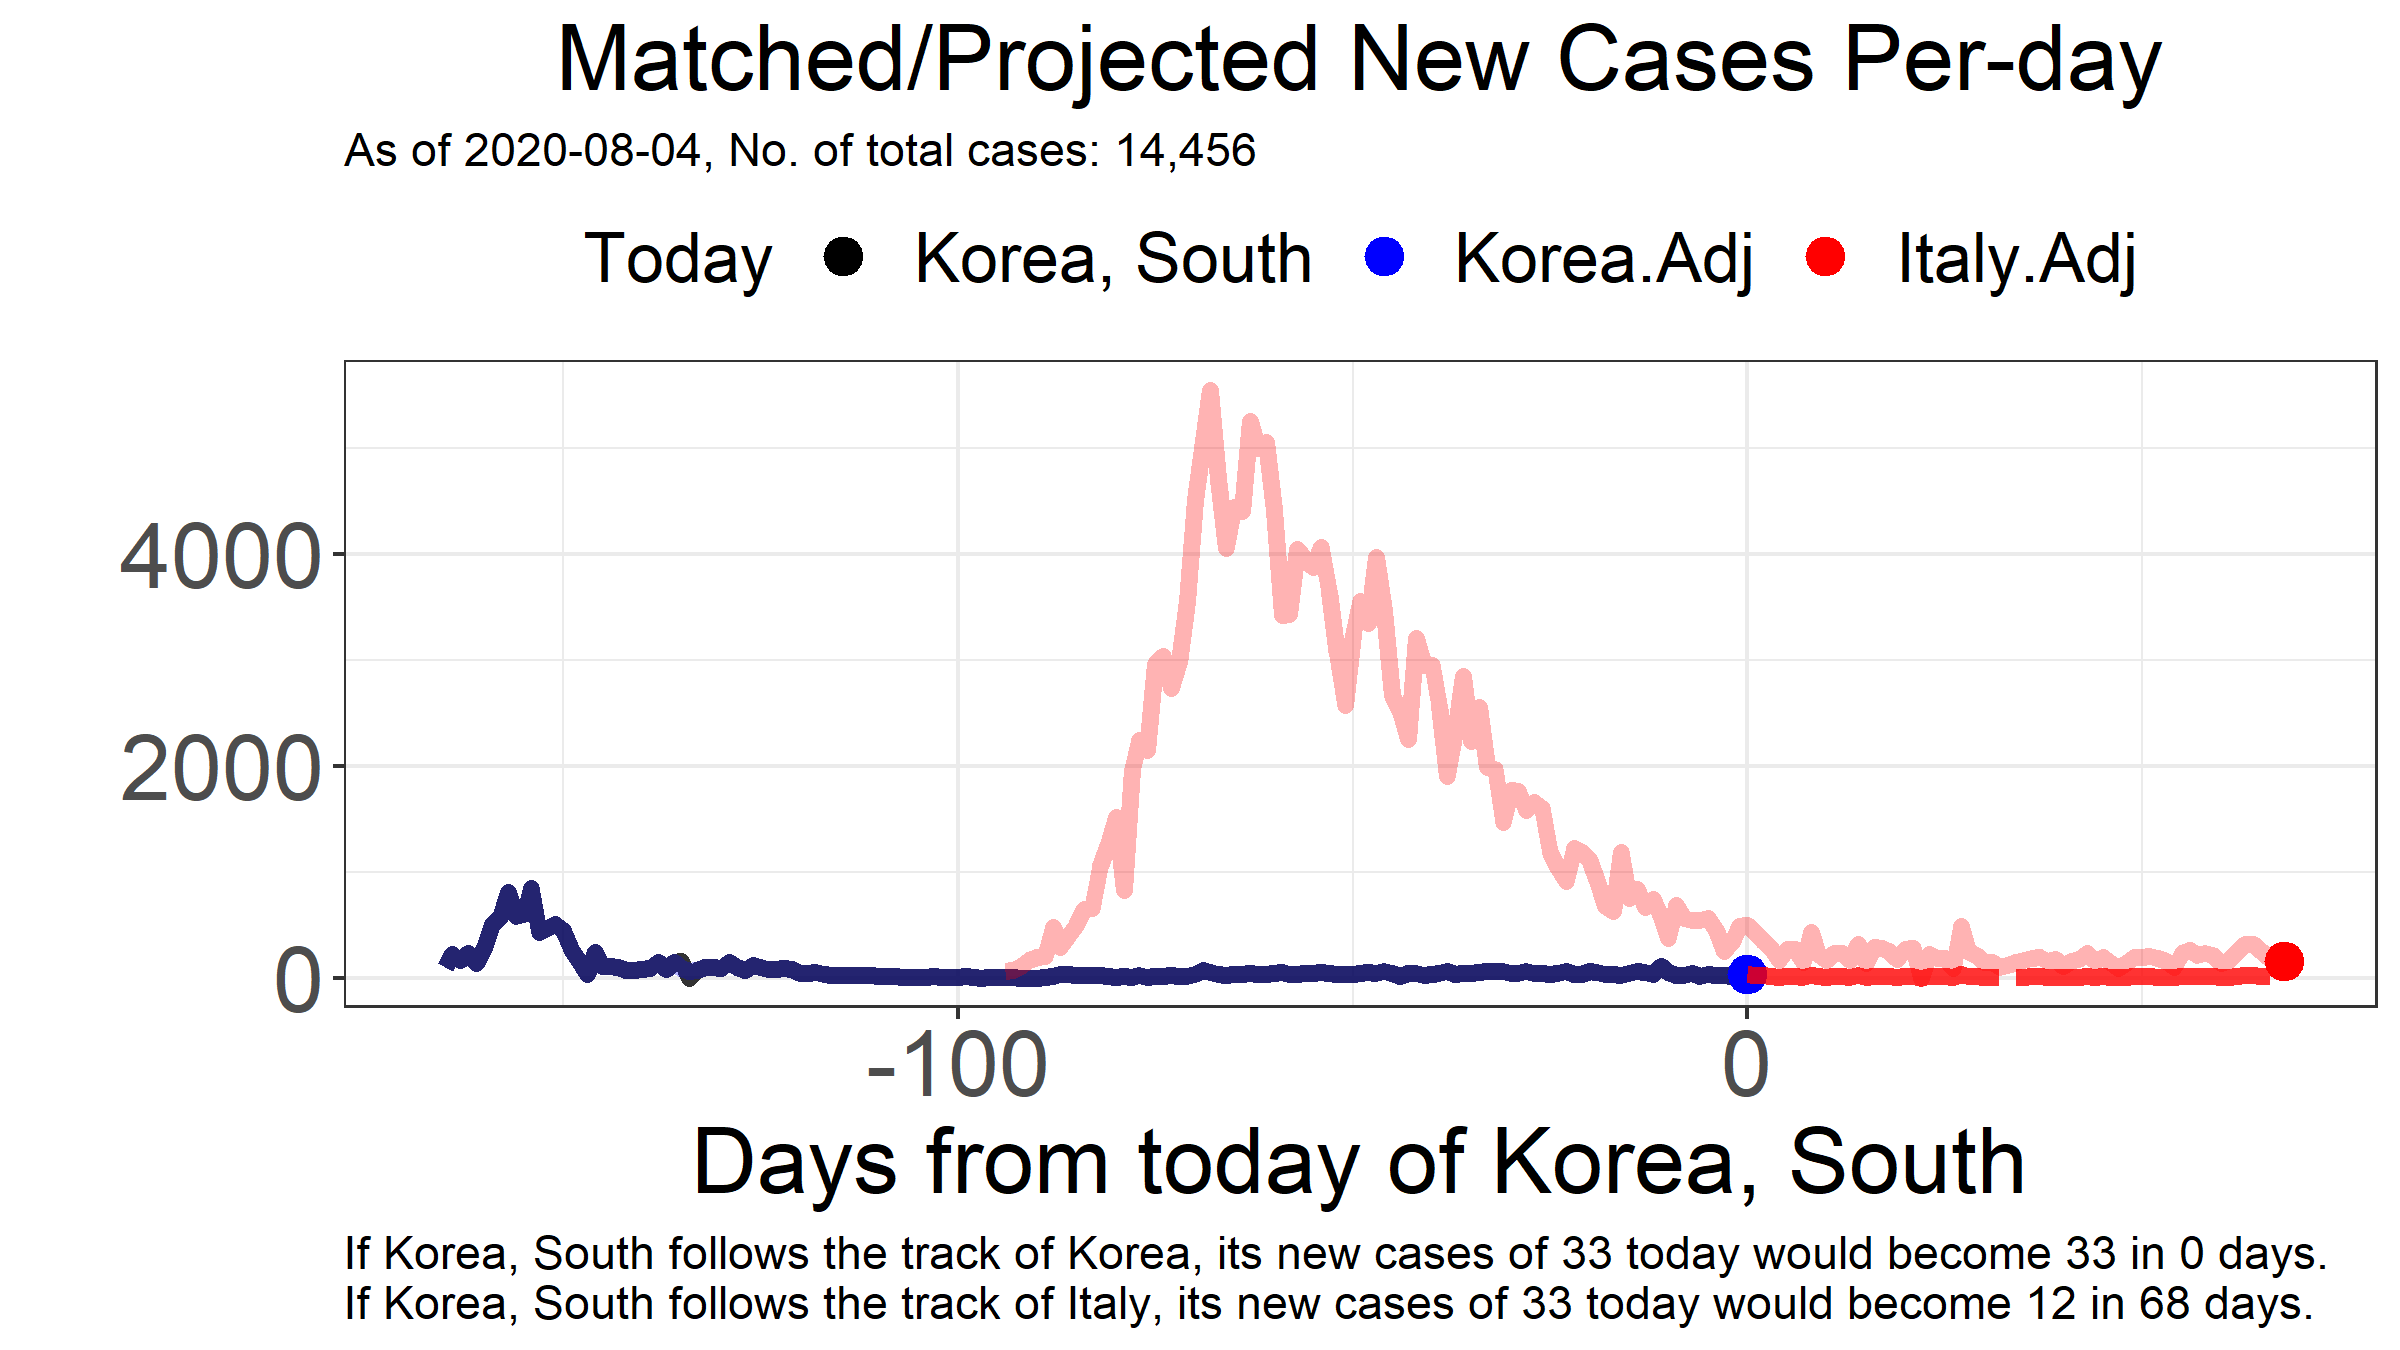 Matched/Projected New Cases Per-day
As of 2020-08-04, No. of total cases: 14,456
Today Korea, South Korea.Adj Italy.Adj
4000
2000
0
-100 0
Days from today of Korea, South
If Korea, South follows the track of Korea, its new cases of 33 today would become 33 in 0 days.
If Korea, South follows the track of Italy, its new cases of 33 today would become 12 in 68 days.